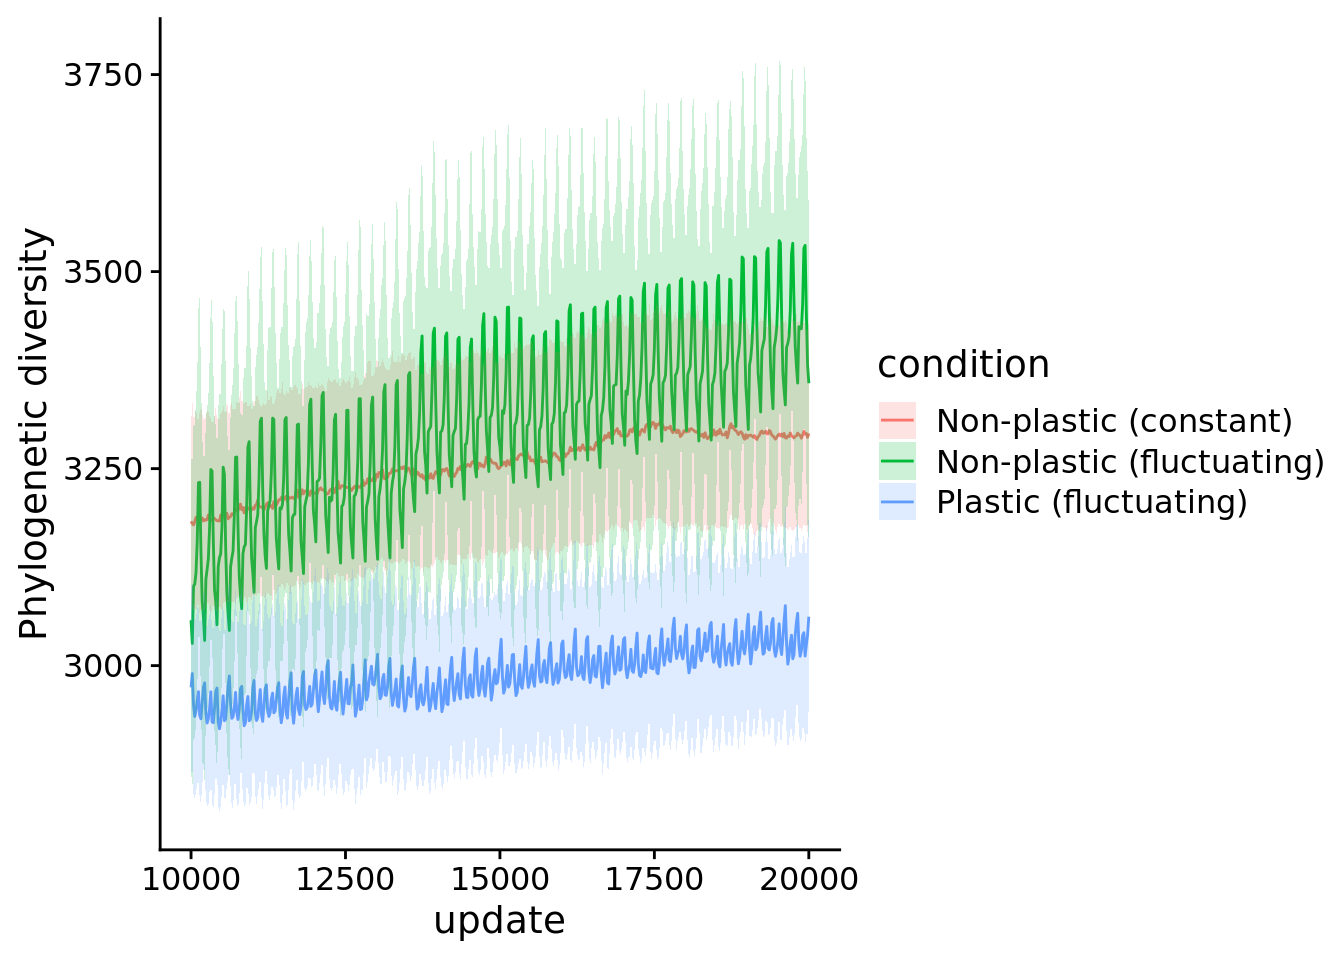 Phylogenetic diversity
3750
3500
3250
3000
10000 12500 15000 17500 20000
update
condition
Non-plastic (constant)
Non-plastic (fluctuating)
Plastic (fluctuating)